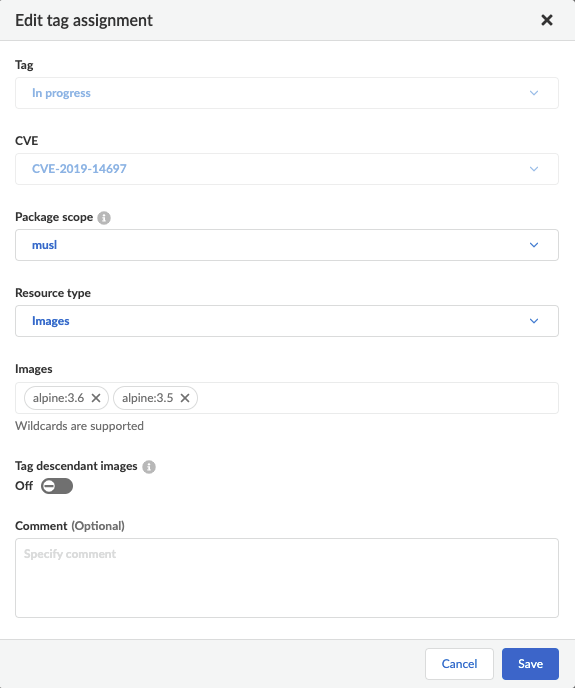 Edit tag assignment
Tag
In progress
CVE
CVE-2019-14697
Package scope
musl
Resource type
Images
Images
alpine:3.6 alpine:3.5
Wildcards are supported
Tag descendant images
Off
Comment (Optional)
Specify comment
Cancel Save